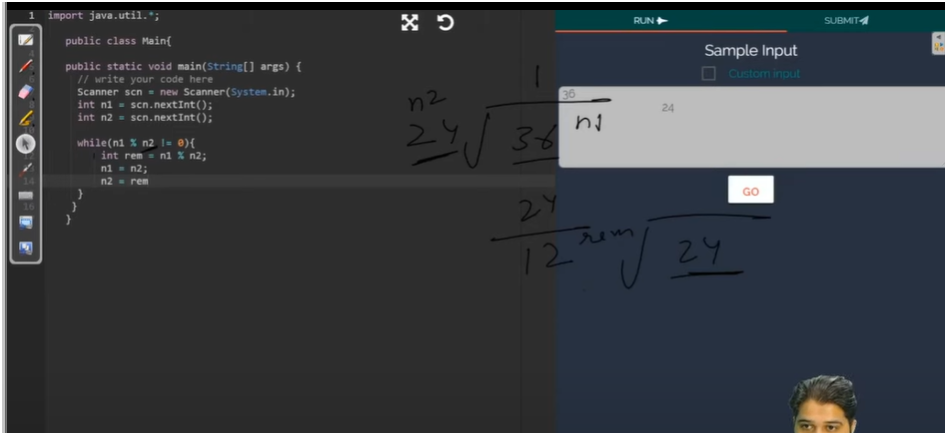 1 import java.util.*;
public class Main{
public static void main(String[] args) {
// write your code here
Scanner scn = new Scanner(System.in);
int n1 = scn.nextInt();
int n2 = scn.nextInt();
while(n1 % n2 != 0){
int rem = n1 % n2;
n1 = n2;
n2 = rem
}
}
}
RUN
SUBMIT
Sample Input
Custom input
36
24
GO
1
n2
24
36
n1
24
12
rem
24